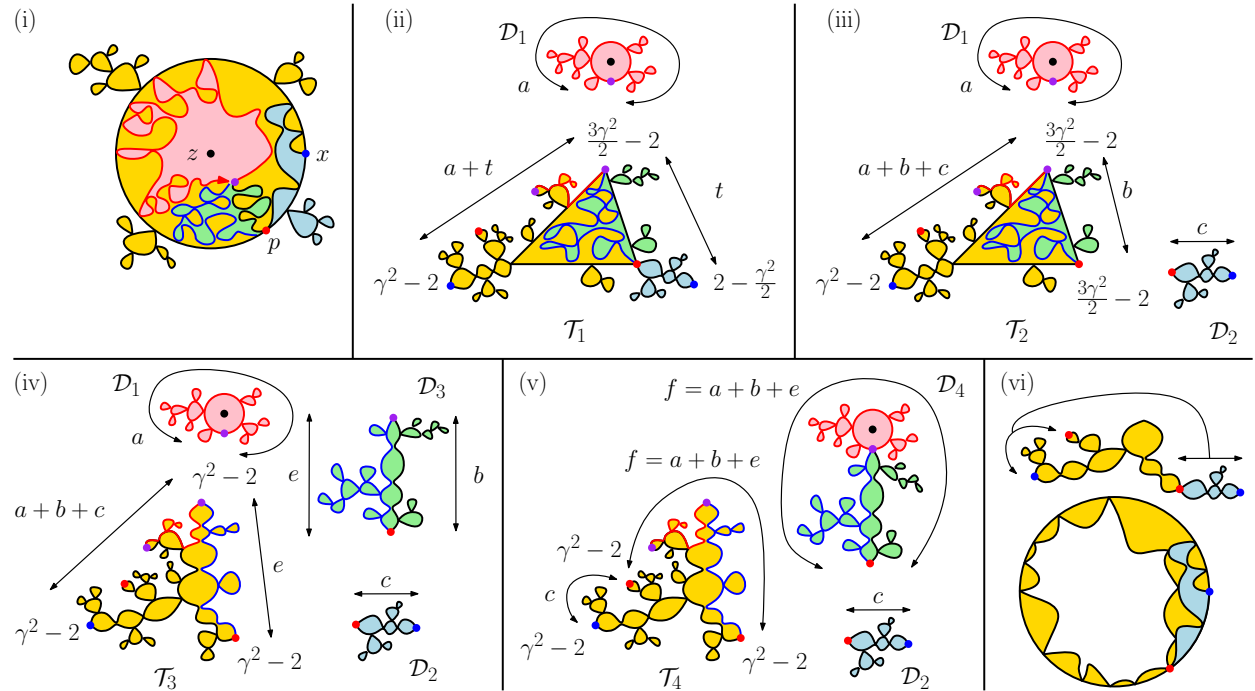 (i)
z
x
p
(ii)
𝒟₁
a
3γ²/2 − 2
a + t
t
γ² − 2
2 − γ²/2
𝒯₁
(iii)
𝒟₁
a
3γ²/2 − 2
a + b + c
b
c
γ² − 2
3γ²/2 − 2
𝒯₂
𝒟₂
(iv)
𝒟₁
𝒟₃
a
γ² − 2
e
b
a + b + c
e
c
γ² − 2
γ² − 2
𝒯₃
𝒟₂
(v)
𝒟₄
f = a + b + e
f = a + b + e
γ² − 2
c
c
γ² − 2
γ² − 2
𝒯₄
𝒟₂
(vi)